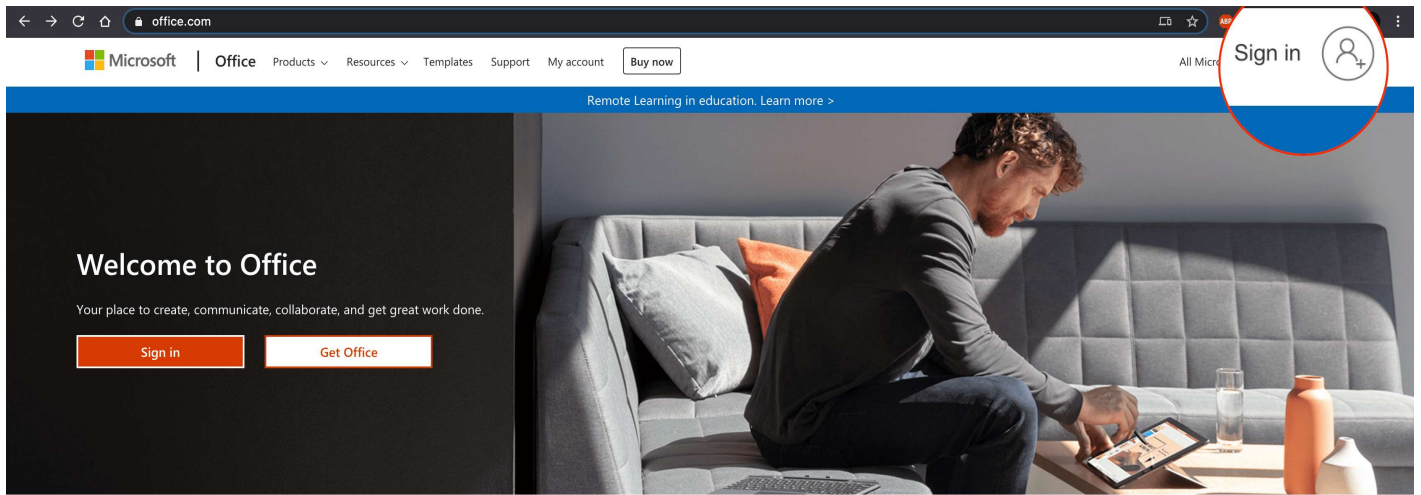 office.com
ABP
Microsoft Office Products Resources Templates Support My account Buy now
All Micro
Sign in
Remote Learning in education. Learn more >
Welcome to Office
Your place to create, communicate, collaborate, and get great work done.
Sign in
Get Office